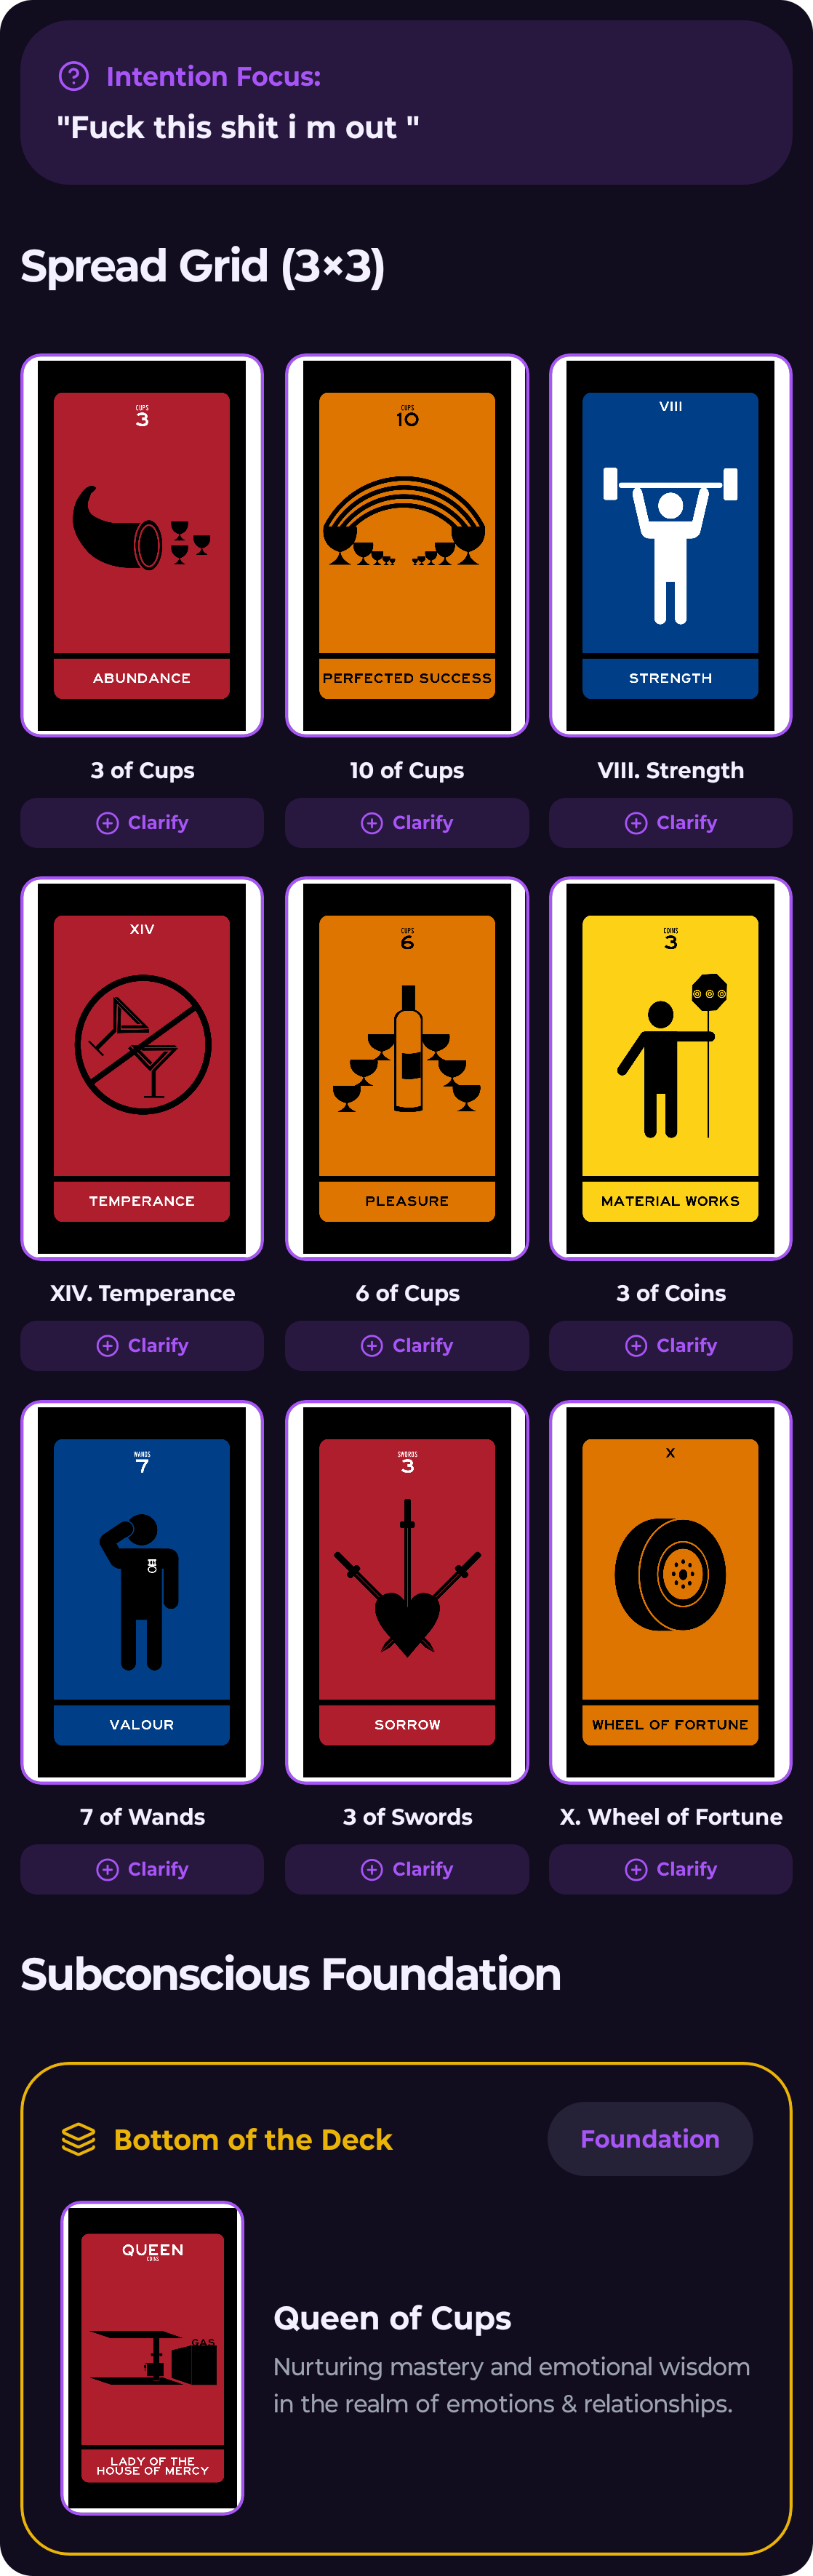 Intention Focus:
"Fuck this shit i m out "
Spread Grid (3×3)
CUPS
3
ABUNDANCE
3 of Cups
Clarify
CUPS
10
PERFECTED SUCCESS
10 of Cups
Clarify
VIII
STRENGTH
VIII. Strength
Clarify
XIV
TEMPERANCE
XIV. Temperance
Clarify
CUPS
6
PLEASURE
6 of Cups
Clarify
COINS
3
MATERIAL WORKS
3 of Coins
Clarify
WANDS
7
VALOUR
7 of Wands
Clarify
SWORDS
3
SORROW
3 of Swords
Clarify
X
WHEEL OF FORTUNE
X. Wheel of Fortune
Clarify
Subconscious Foundation
Bottom of the Deck
Foundation
QUEEN
GAS
LADY OF THE
HOUSE OF MERCY
Queen of Cups
Nurturing mastery and emotional wisdom
in the realm of emotions & relationships.